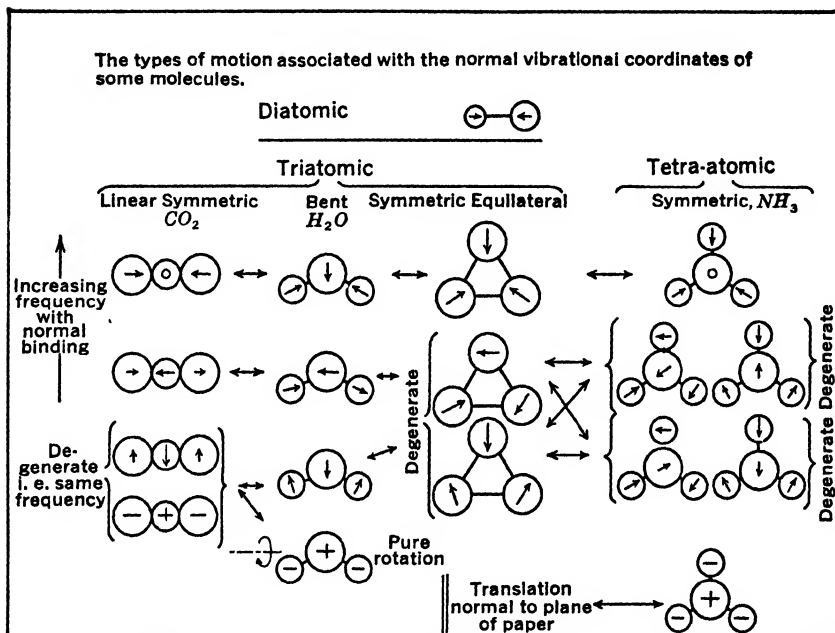 The types of motion associated with the normal vibrational coordinates of
some molecules.
Diatomic
Triatomic
Tetra-atomic
Linear Symmetric
CO₂
Bent
H₂O
Symmetric Equilateral
Symmetric, NH₃
Increasing
frequency
with
normal
binding
Degenerate
Degenerate
Degenerate
De-
generate
i. e. same
frequency
Pure
rotation
Translation
normal to plane
of paper